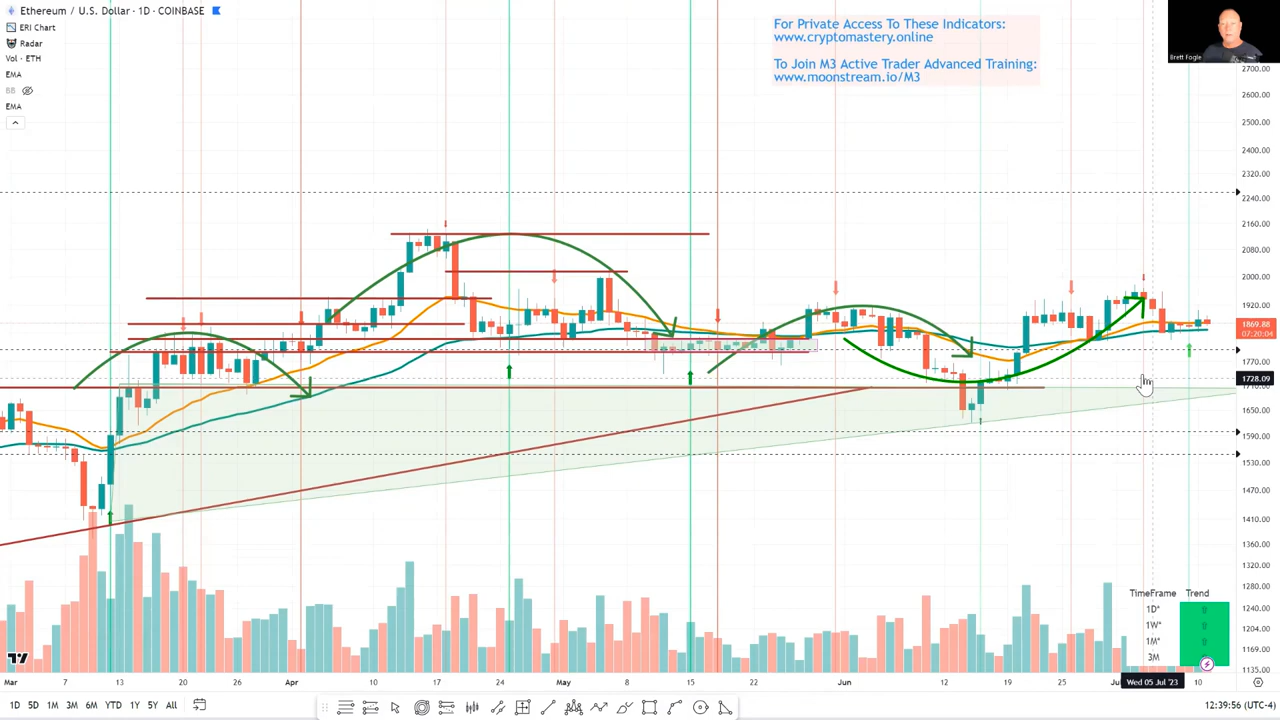 Ethereum / U.S. Dollar · 1D · COINBASE
ERI Chart
Radar
Vol · ETH
EMA
BB
EMA
For Private Access To These Indicators:
www.cryptomastery.online
To Join M3 Active Trader Advanced Training:
www.moonstream.io/M3
Brett Fogle
2700.00
2600.00
2500.00
2400.00
2320.00
2240.00
2160.00
2080.00
2000.00
1920.00
1869.88
07:20:04
1770.00
1728.09
1650.00
1590.00
1530.00
1470.00
1410.00
1360.00
1320.00
1280.00
1240.00
1204.00
1169.00
1135.00
TimeFrame Trend
1D*
1W*
1M*
3M
Mar 7 13 20 26 Apr 10 17 24 May 8 15 22 Jun 12 19 26 Wed 05 Jul '23 10
1D 5D 1M 3M 6M YTD 1Y 5Y All
12:39:56 (UTC-4)